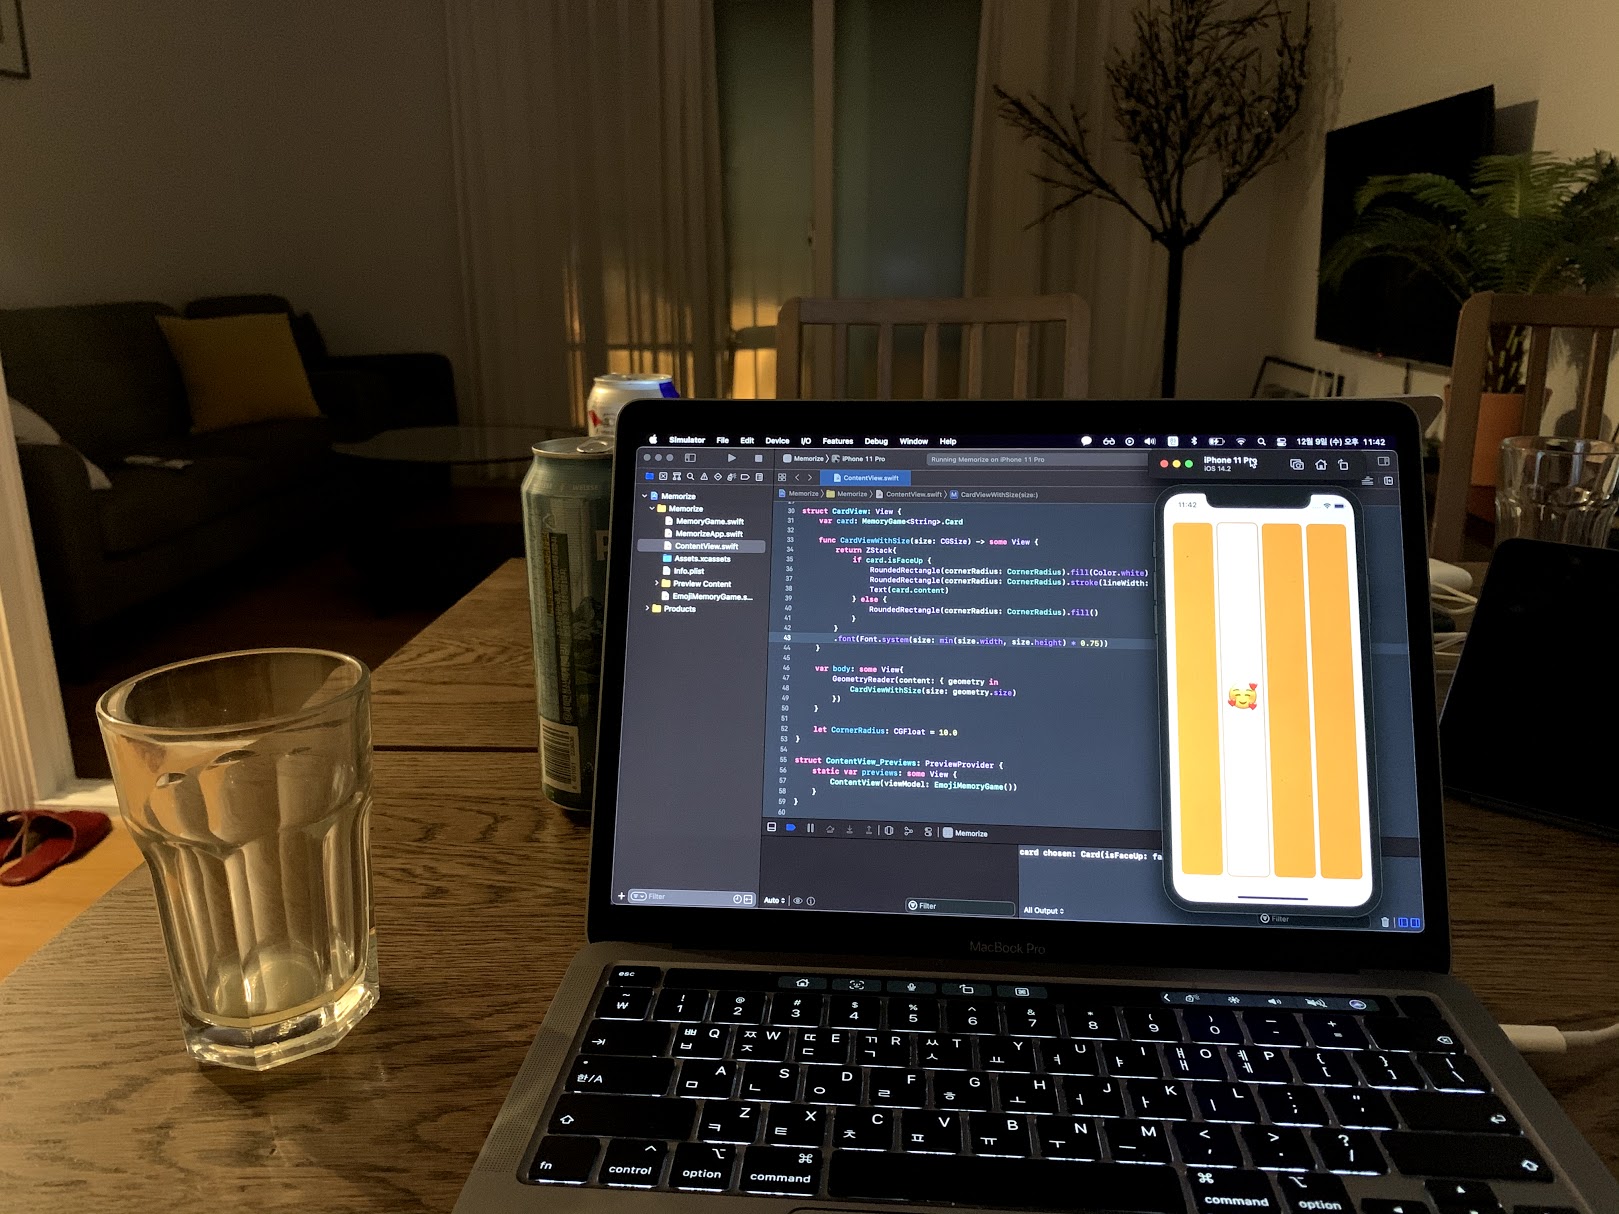 Simulator File Edit Device I/O Features Debug Window Help 12월 9일 (수) 오후 11:42
Memorize iPhone 11 Pro Running Memorize on iPhone 11 Pro
iPhone 11 Pro
iOS 14.2
ContentView.swift
Memorize Memorize ContentView.swift M CardViewWithSize(size:)
Memorize
Memorize
MemoryGame.swift
MemorizeApp.swift
ContentView.swift
Assets.xcassets
Info.plist
Preview Content
EmojiMemoryGame.s...
Products
Filter
30 struct CardView: View {
31 var card: MemoryGame<String>.Card
32
33 func CardViewWithSize(size: CGSize) -> some View {
34 return ZStack{
35 if card.isFaceUp {
36 RoundedRectangle(cornerRadius: CornerRadius).fill(Color.white)
37 RoundedRectangle(cornerRadius: CornerRadius).stroke(lineWidth:
38 Text(card.content)
39 } else {
40 RoundedRectangle(cornerRadius: CornerRadius).fill()
41 }
42 }
43 .font(Font.system(size: min(size.width, size.height) * 0.75))
44 }
45
46 var body: some View{
47 GeometryReader(content: { geometry in
48 CardViewWithSize(size: geometry.size)
49 })
50 }
51
52 let CornerRadius: CGFloat = 10.0
53 }
54
55 struct ContentView_Previews: PreviewProvider {
56 static var previews: some View {
57 ContentView(viewModel: EmojiMemoryGame())
58 }
59 }
60
Memorize
card chosen: Card(isFaceUp: fa
Auto Filter
All Output Filter
11:42
MacBook Pro
esc
~ ₩ ! 1 @ 2 # 3 $ 4 % 5 ^ 6 & 7 * 8 ( 9 ) 0 _ - + =
ㅃ ㅂ Q ㅉ ㅈ W ㄸ ㄷ E ㄲ ㄱ R ㅆ ㅅ T ㅛ Y ㅕ U ㅑ I ㅒ ㅐ O ㅖ ㅔ P { [ } ] | \
한/A ㅁ A ㄴ S ㅇ D ㄹ F ㅎ G ㅗ H ㅓ J ㅏ K ㅣ L : ; " '
ㅋ Z ㅌ X ㅊ C ㅍ V ㅠ B ㅜ N ㅡ M < , > . ? /
fn control option command command option